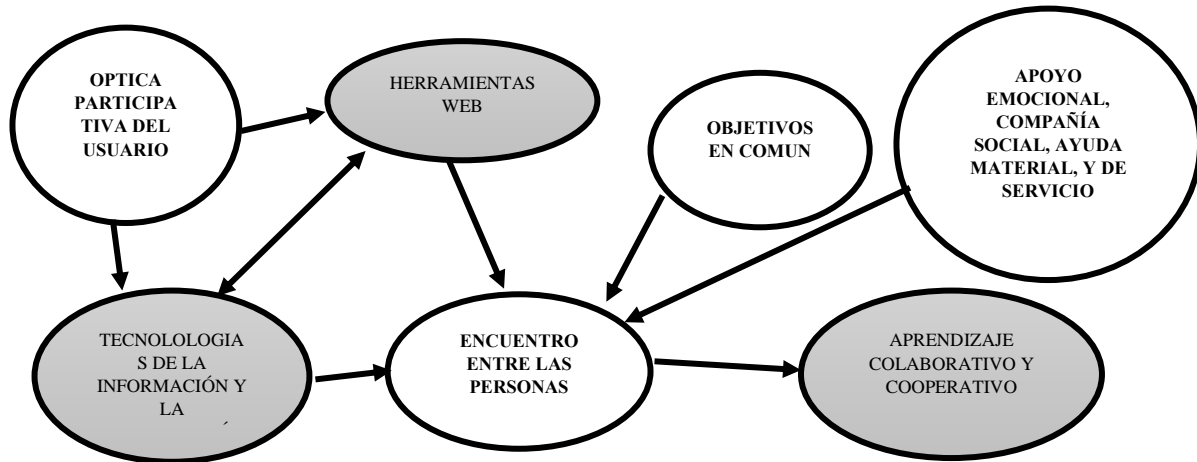 OPTICA
PARTICIPA
TIVA DEL
USUARIO
HERRAMIENTAS
WEB
OBJETIVOS
EN COMUN
APOYO
EMOCIONAL,
COMPAÑÍA
SOCIAL, AYUDA
MATERIAL, Y DE
SERVICIO
TECNOLOLOGIA
S DE LA
INFORMACIÓN Y
LA
ENCUENTRO
ENTRE LAS
PERSONAS
APRENDIZAJE
COLABORATIVO Y
COOPERATIVO